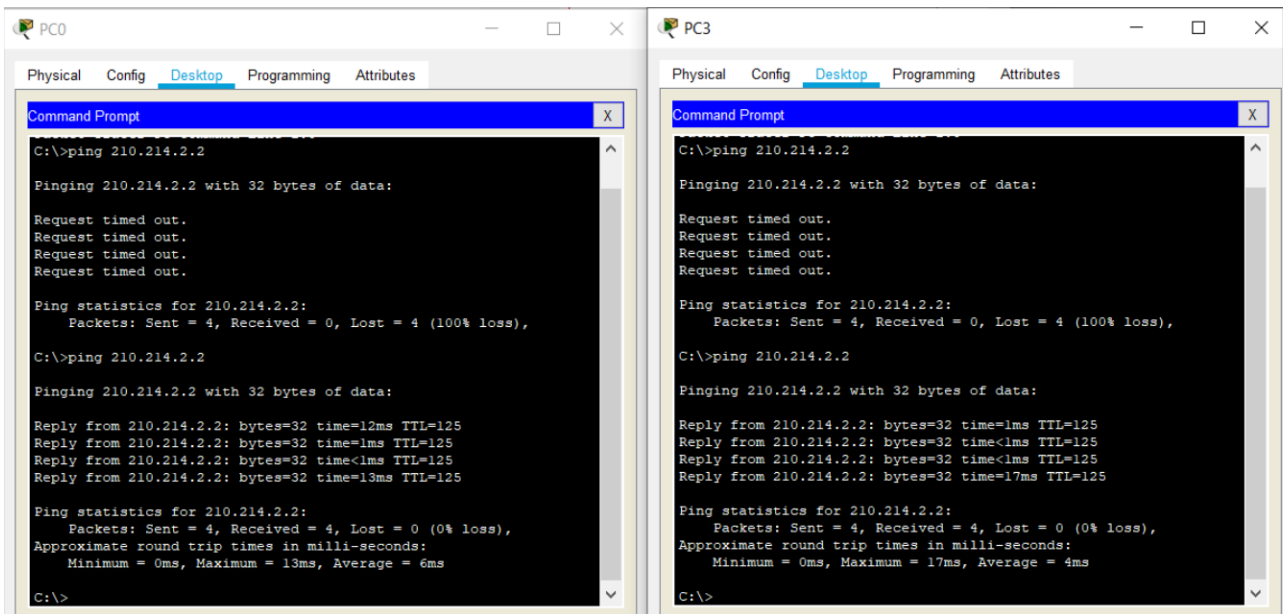 PC0
Physical Config Desktop Programming Attributes
Command Prompt
X
C:\>ping 210.214.2.2
Pinging 210.214.2.2 with 32 bytes of data:
Request timed out.
Request timed out.
Request timed out.
Request timed out.
Ping statistics for 210.214.2.2:
Packets: Sent = 4, Received = 0, Lost = 4 (100% loss),
C:\>ping 210.214.2.2
Pinging 210.214.2.2 with 32 bytes of data:
Reply from 210.214.2.2: bytes=32 time=12ms TTL=125
Reply from 210.214.2.2: bytes=32 time=1ms TTL=125
Reply from 210.214.2.2: bytes=32 time<1ms TTL=125
Reply from 210.214.2.2: bytes=32 time=13ms TTL=125
Ping statistics for 210.214.2.2:
Packets: Sent = 4, Received = 4, Lost = 0 (0% loss),
Approximate round trip times in milli-seconds:
Minimum = 0ms, Maximum = 13ms, Average = 6ms
C:\>
PC3
Physical Config Desktop Programming Attributes
Command Prompt
X
C:\>ping 210.214.2.2
Pinging 210.214.2.2 with 32 bytes of data:
Request timed out.
Request timed out.
Request timed out.
Request timed out.
Ping statistics for 210.214.2.2:
Packets: Sent = 4, Received = 0, Lost = 4 (100% loss),
C:\>ping 210.214.2.2
Pinging 210.214.2.2 with 32 bytes of data:
Reply from 210.214.2.2: bytes=32 time=1ms TTL=125
Reply from 210.214.2.2: bytes=32 time<1ms TTL=125
Reply from 210.214.2.2: bytes=32 time<1ms TTL=125
Reply from 210.214.2.2: bytes=32 time=17ms TTL=125
Ping statistics for 210.214.2.2:
Packets: Sent = 4, Received = 4, Lost = 0 (0% loss),
Approximate round trip times in milli-seconds:
Minimum = 0ms, Maximum = 17ms, Average = 4ms
C:\>